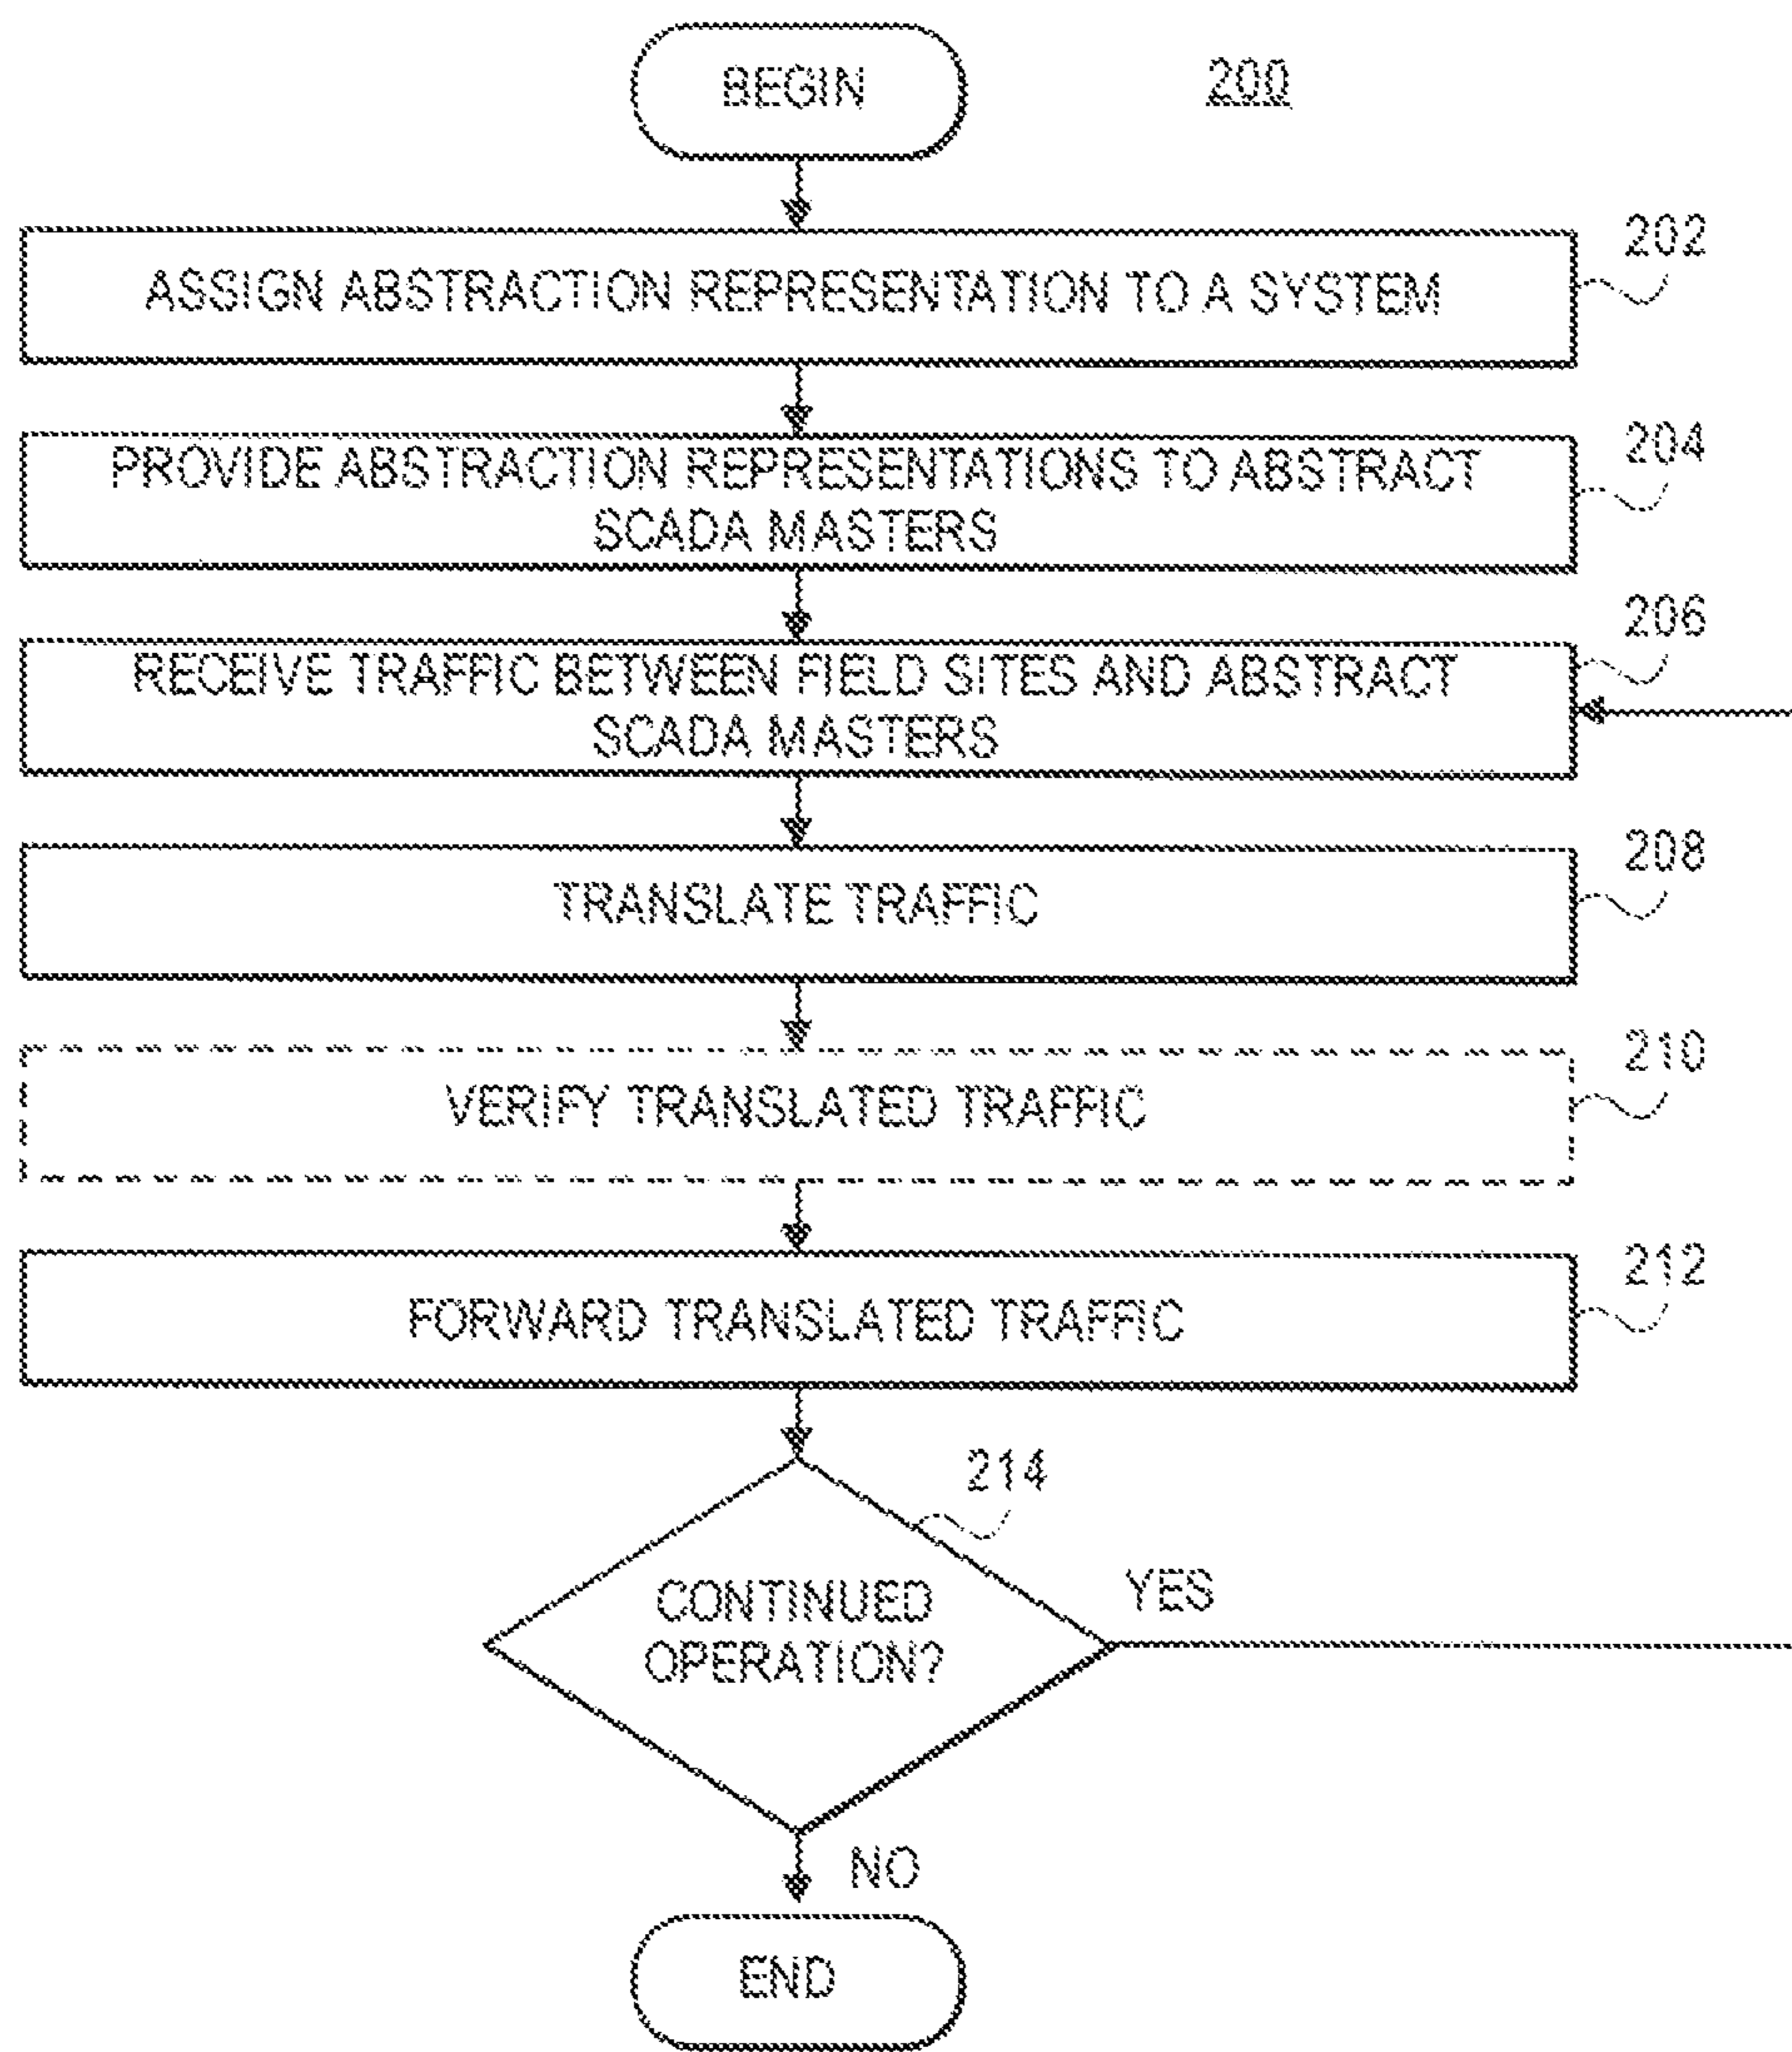 BEGIN
200
ASSIGN ABSTRACTION REPRESENTATION TO A SYSTEM
202
PROVIDE ABSTRACTION REPRESENTATIONS TO ABSTRACT
SCADA MASTERS
204
RECEIVE TRAFFIC BETWEEN FIELD SITES AND ABSTRACT
SCADA MASTERS
206
TRANSLATE TRAFFIC
208
VERIFY TRANSLATED TRAFFIC
210
FORWARD TRANSLATED TRAFFIC
212
214
CONTINUED
OPERATION?
YES
NO
END